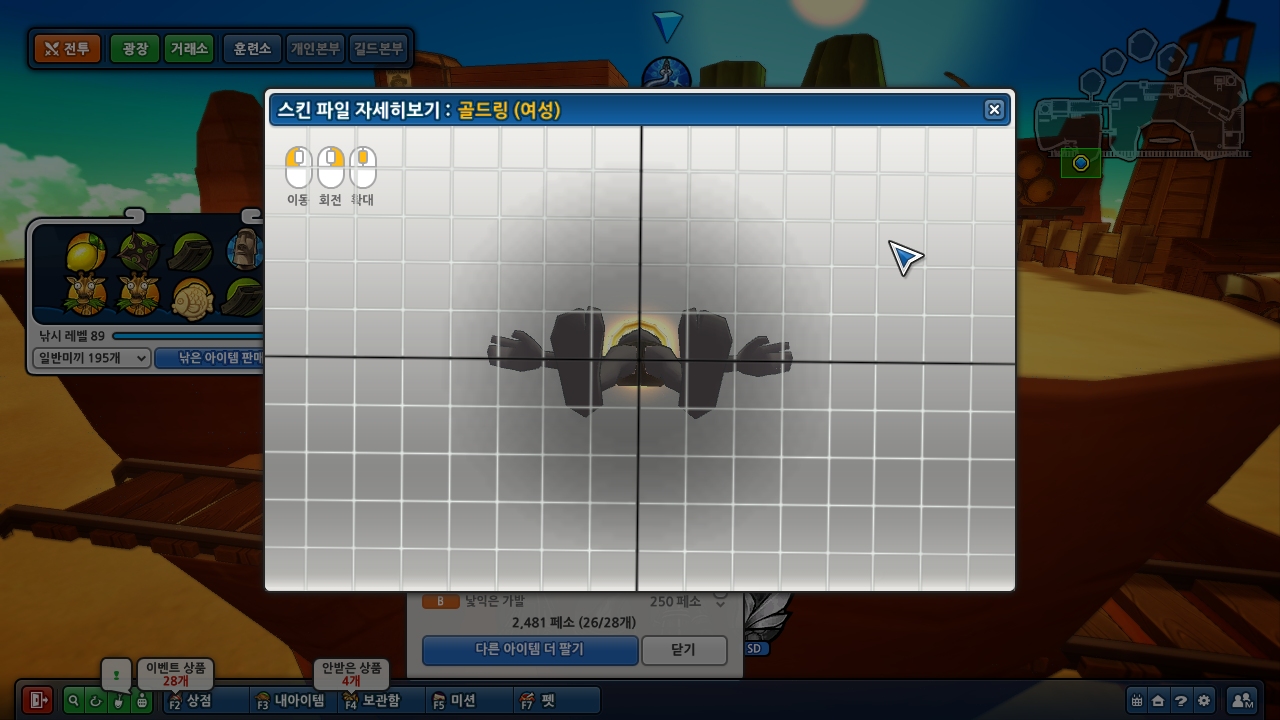 전투 광장 거래소 훈련소 개인본부 길드본부
스킨 파일 자세히보기 : 골드링 (여성)
이동 회전 확대
낚시 레벨 89
일반미끼 195개 낚은 아이템 판매
B 낯익은 가발 250 페소
2,481 페소 (26/28개)
다른 아이템 더 팔기 닫기
SD
이벤트 상품
28개
안받은 상품
4개
F2 상점 F3 내아이템 F4 보관함 F5 미션 F7 펫
M